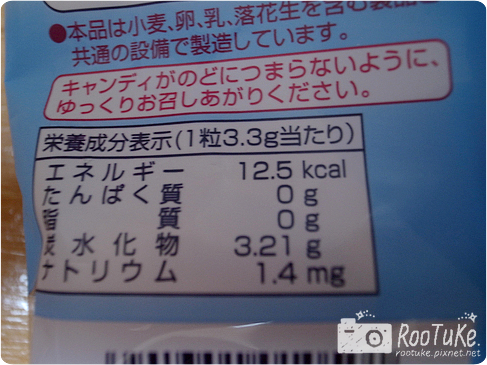 ●本品は小麦、卵、乳、落花生を含む製品と
共通の設備で製造しています。
キャンディがのどにつまらないように、
ゆっくりお召しあがりください。
栄養成分表示(1粒3.3g当たり)
エネルギー 12.5 kcal
たんぱく質 0 g
脂質 0 g
炭水化物 3.21 g
ナトリウム 1.4 mg
RooTuKe.
rootuke.pixnet.net